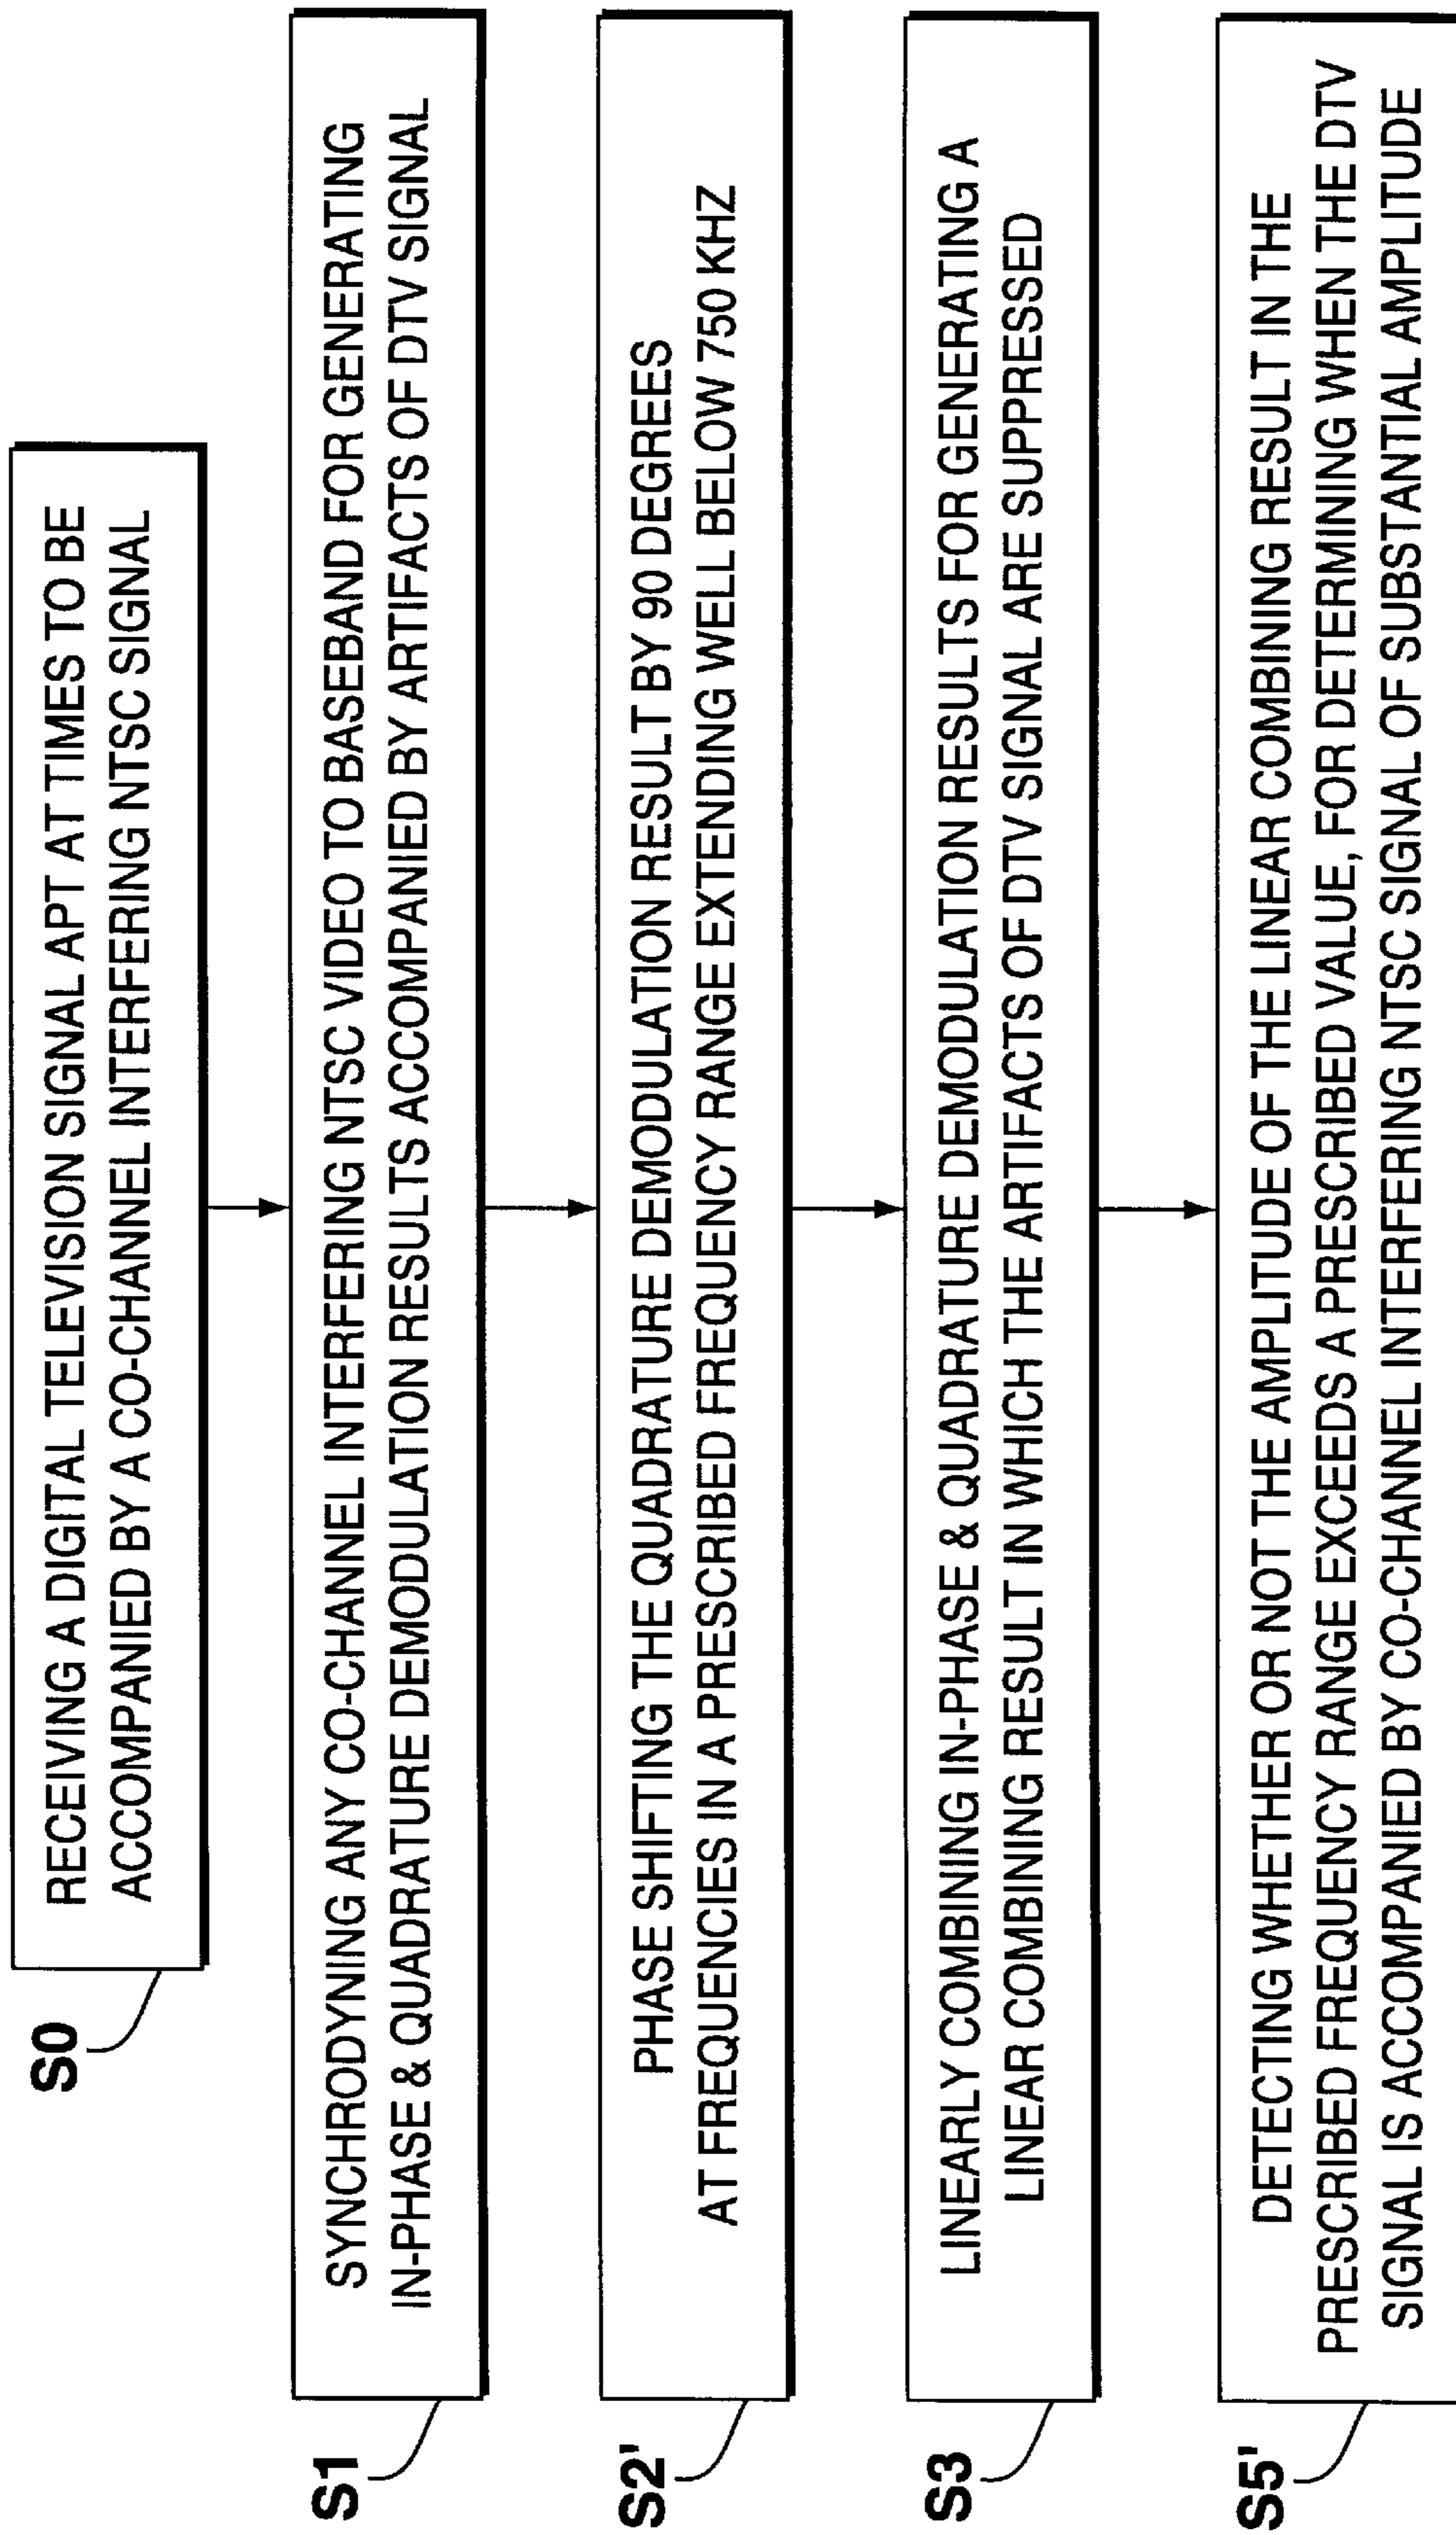 S0
RECEIVING A DIGITAL TELEVISION SIGNAL APT AT TIMES TO BE
ACCOMPANIED BY A CO-CHANNEL INTERFERING NTSC SIGNAL
S1
SYNCHRODYNING ANY CO-CHANNEL INTERFERING NTSC VIDEO TO BASEBAND FOR GENERATING
IN-PHASE & QUADRATURE DEMODULATION RESULTS ACCOMPANIED BY ARTIFACTS OF DTV SIGNAL
S2'
PHASE SHIFTING THE QUADRATURE DEMODULATION RESULT BY 90 DEGREES
AT FREQUENCIES IN A PRESCRIBED FREQUENCY RANGE EXTENDING WELL BELOW 750 KHZ
S3
LINEARLY COMBINING IN-PHASE & QUADRATURE DEMODULATION RESULTS FOR GENERATING A
LINEAR COMBINING RESULT IN WHICH THE ARTIFACTS OF DTV SIGNAL ARE SUPPRESSED
S5'
DETECTING WHETHER OR NOT THE AMPLITUDE OF THE LINEAR COMBINING RESULT IN THE
PRESCRIBED FREQUENCY RANGE EXCEEDS A PRESCRIBED VALUE, FOR DETERMINING WHEN THE DTV
SIGNAL IS ACCOMPANIED BY CO-CHANNEL INTERFERING NTSC SIGNAL OF SUBSTANTIAL AMPLITUDE